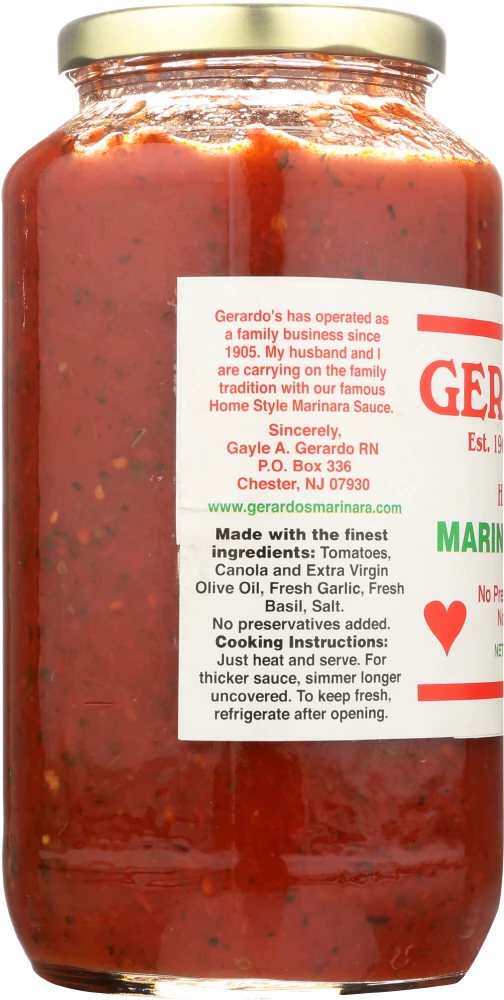 Gerardo's has operated as
a family business since
1905. My husband and I
are carrying on the family
tradition with our famous
Home Style Marinara Sauce.
Sincerely,
Gayle A. Gerardo RN
P.O. Box 336
Chester, NJ 07930
www.gerardosmarinara.com
Made with the finest
ingredients: Tomatoes,
Canola and Extra Virgin
Olive Oil, Fresh Garlic, Fresh
Basil, Salt.
No preservatives added.
Cooking Instructions:
Just heat and serve. For
thicker sauce, simmer longer
uncovered. To keep fresh,
refrigerate after opening.
GER
Est. 19
H
MARIN
No Pre
N
NET